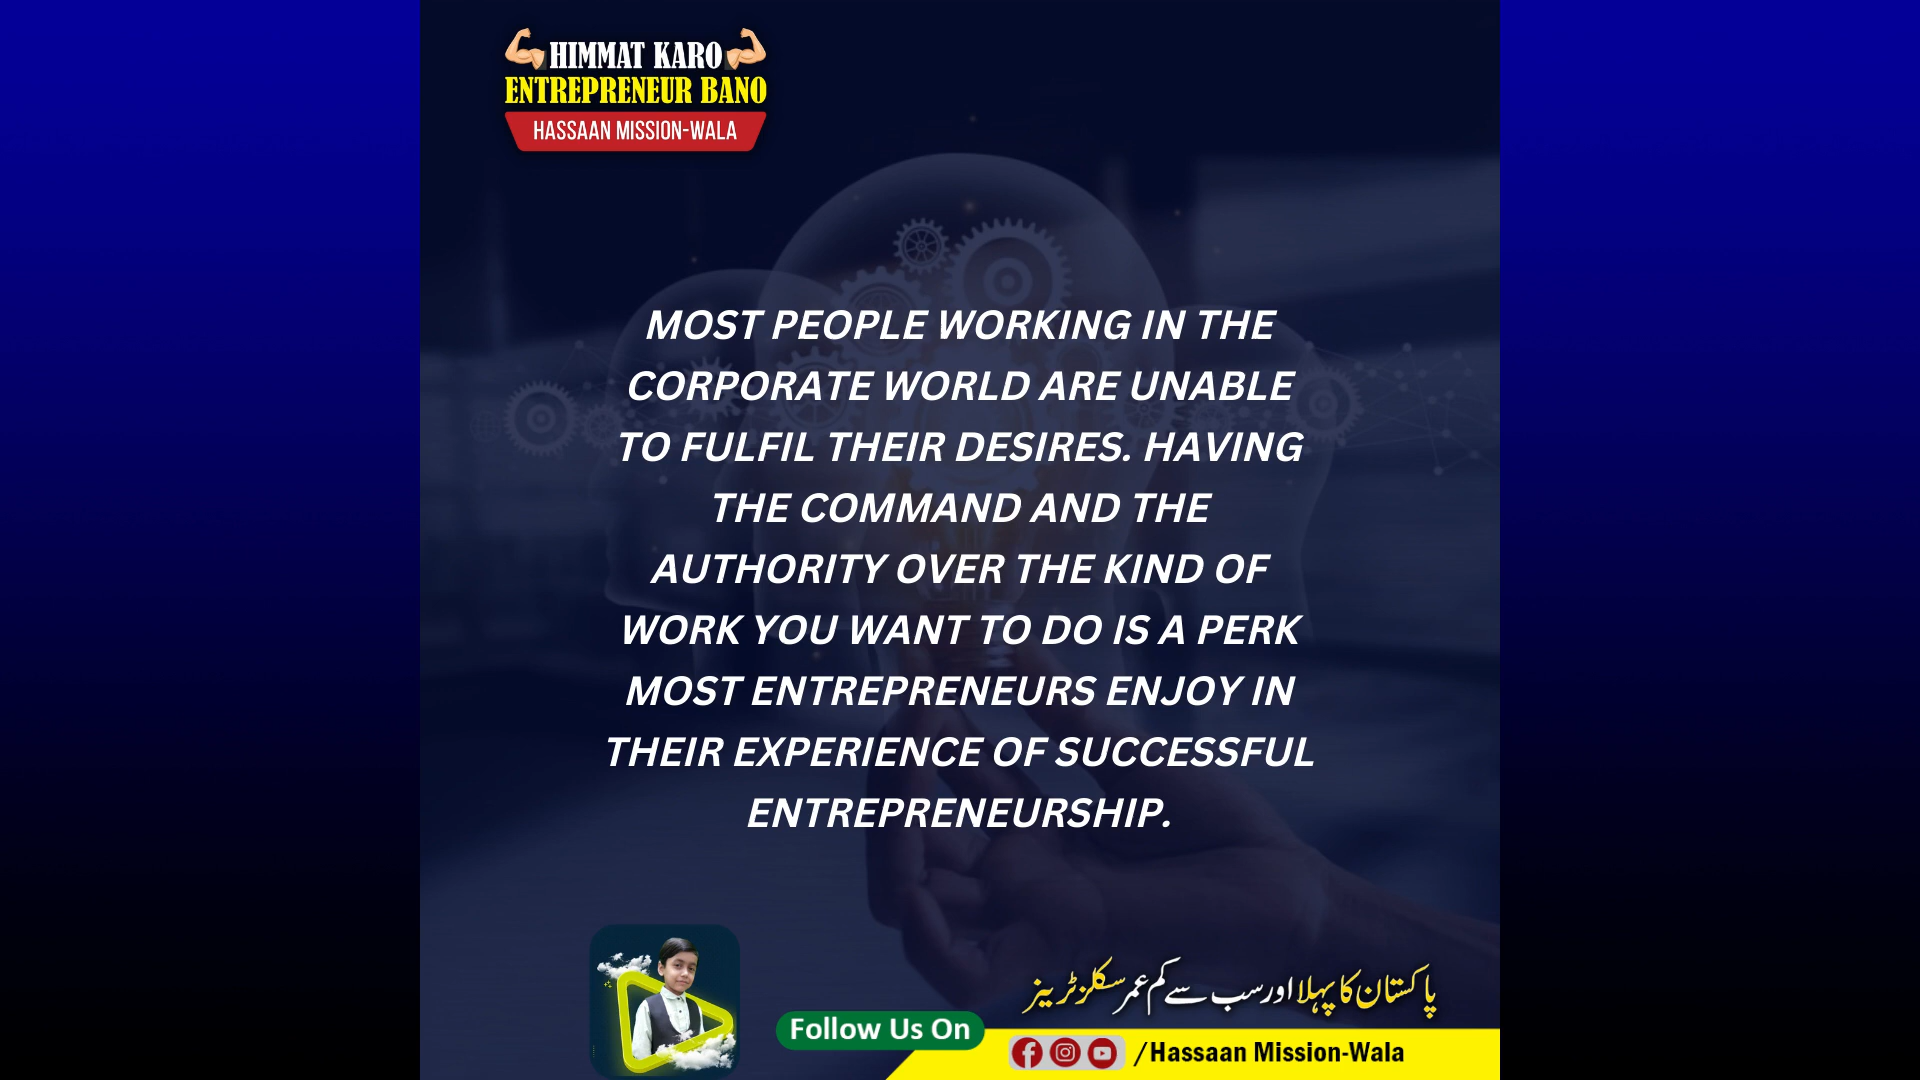 HIMMAT KARO
ENTREPRENEUR BANO
HASSAAN MISSION-WALA
MOST PEOPLE WORKING IN THE
CORPORATE WORLD ARE UNABLE
TO FULFIL THEIR DESIRES. HAVING
THE COMMAND AND THE
AUTHORITY OVER THE KIND OF
WORK YOU WANT TO DO IS A PERK
MOST ENTREPRENEURS ENJOY IN
THEIR EXPERIENCE OF SUCCESSFUL
ENTREPRENEURSHIP.
پاکستان کا پہلا اور سب سے کم عمر سکلز ٹرینر
Follow Us On
/Hassaan Mission-Wala